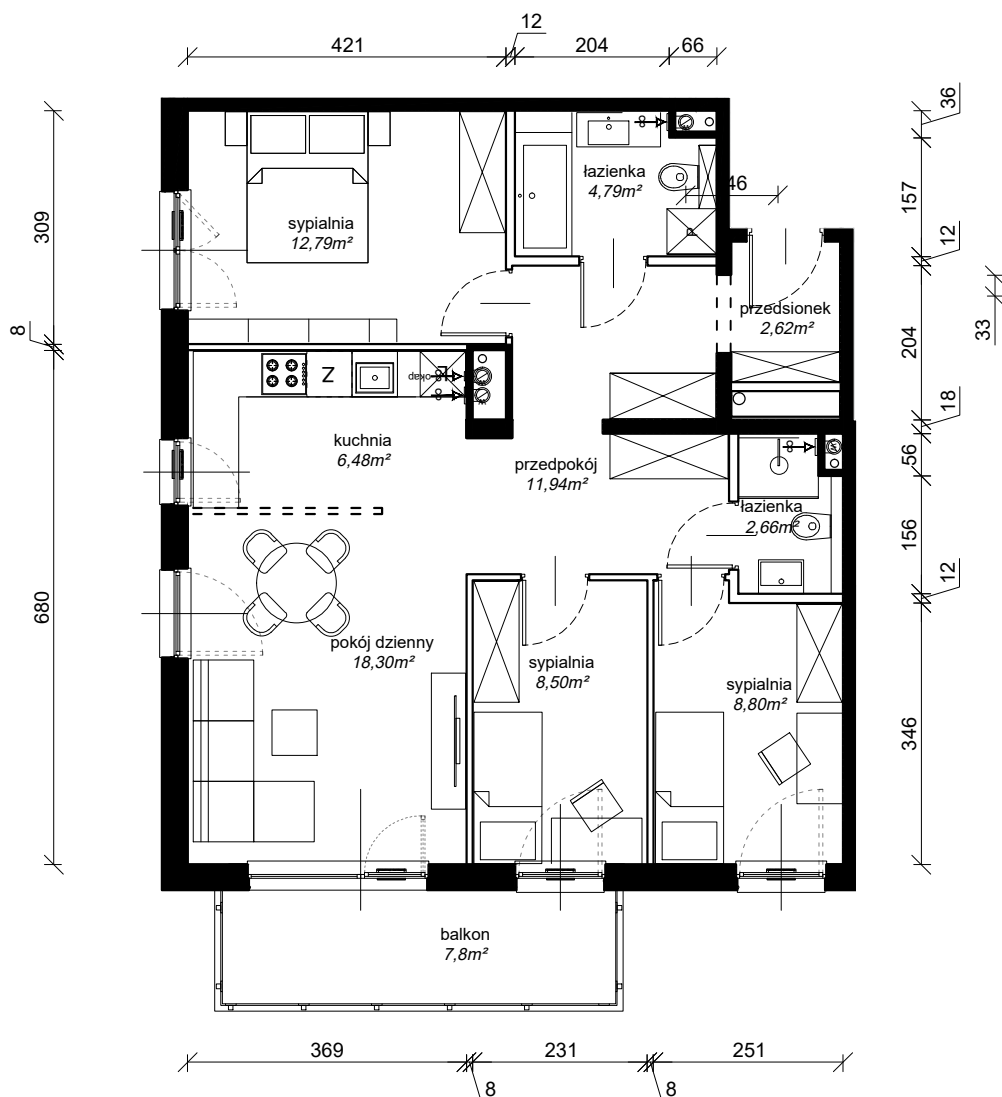 12
421
204
66
36
309
157
12
46
łazienka
4,79m²
sypialnia
12,79m²
przedsionek
2,62m²
33
8
204
Z
okap
18
kuchnia
6,48m²
56
przedpokój
11,94m²
łazienka
2,66m²
156
12
680
pokój dzienny
18,30m²
sypialnia
8,50m²
sypialnia
8,80m²
346
balkon
7,8m²
369
231
251
8
8